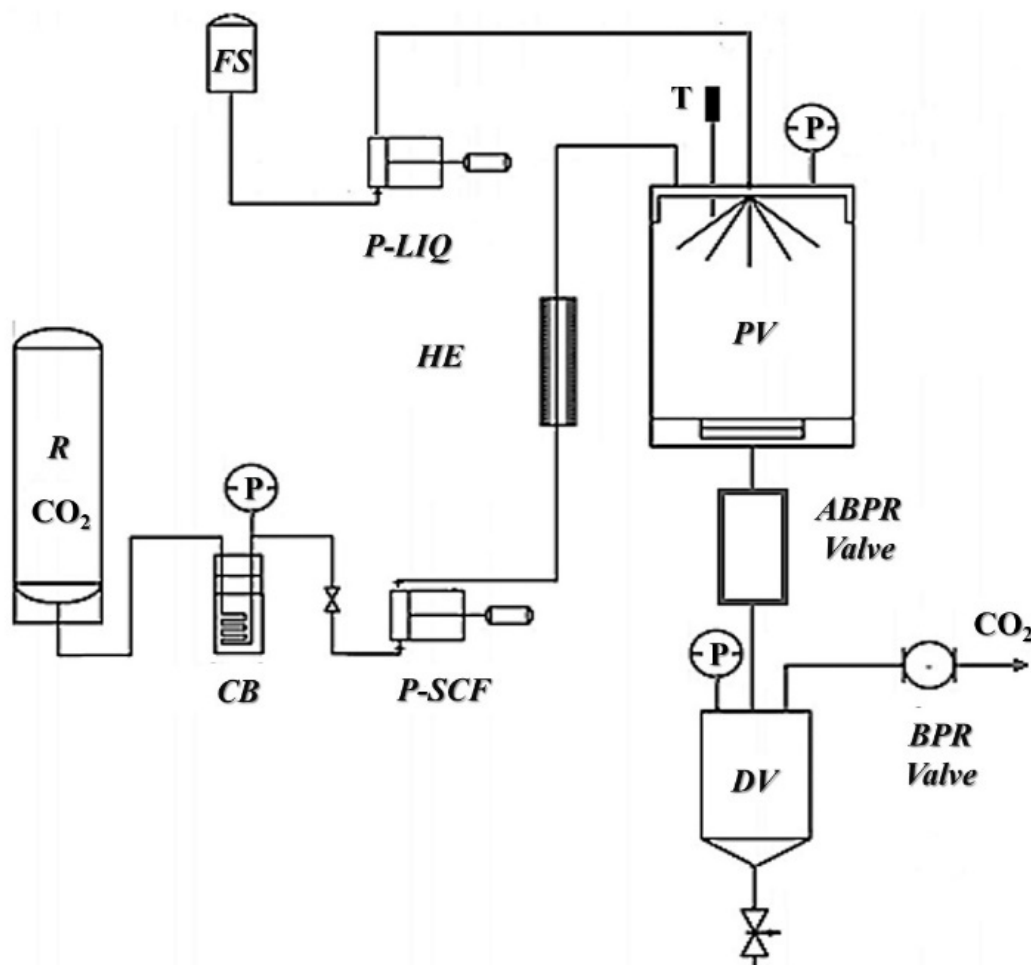 FS
T
P
P-LIQ
HE
PV
R
CO₂
P
ABPR
Valve
CB
P-SCF
P
CO₂
DV
BPR
Valve